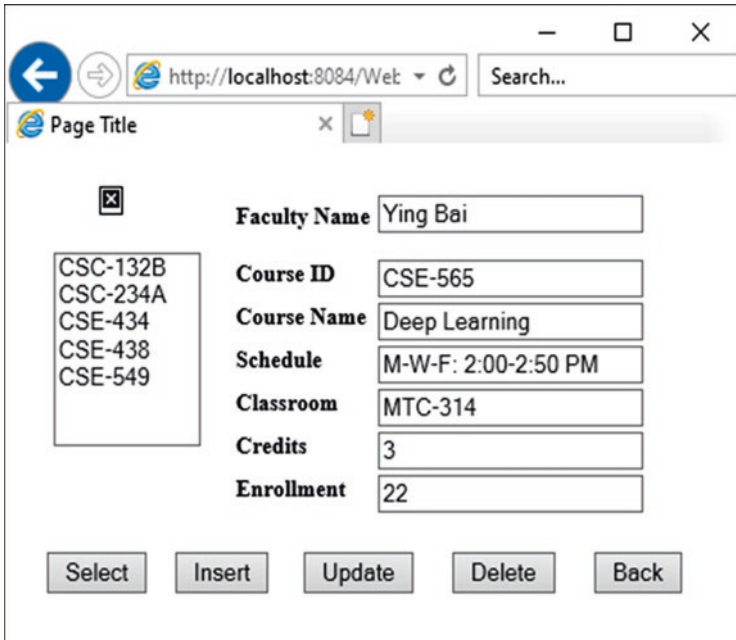 http://localhost:8084/Web
Search...
Page Title
Faculty Name Ying Bai
CSC-132B
CSC-234A
CSE-434
CSE-438
CSE-549
Course ID CSE-565
Course Name Deep Learning
Schedule M-W-F: 2:00-2:50 PM
Classroom MTC-314
Credits 3
Enrollment 22
Select Insert Update Delete Back